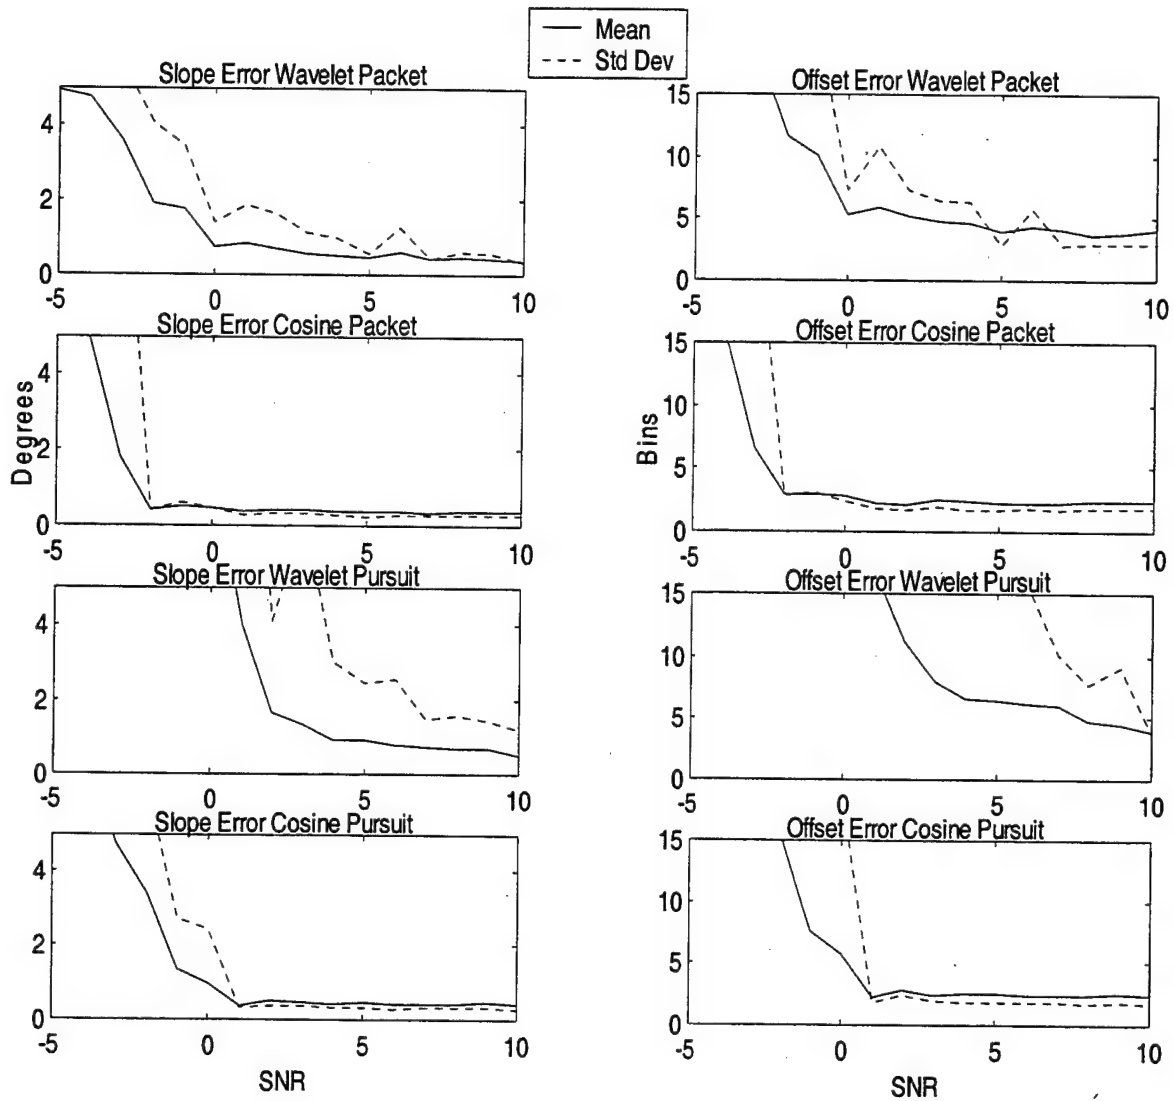 Mean
Std Dev
Slope Error Wavelet Packet
4
2
0
-5 0 5 10
Offset Error Wavelet Packet
15
10
5
0
-5 0 5 10
Slope Error Cosine Packet
4
2
0
-5 0 5 10
Degrees
Offset Error Cosine Packet
15
10
5
0
-5 0 5 10
Bins
Slope Error Wavelet Pursuit
4
2
0
-5 0 5 10
Offset Error Wavelet Pursuit
15
10
5
0
-5 0 5 10
Slope Error Cosine Pursuit
4
2
0
-5 0 5 10
SNR
Offset Error Cosine Pursuit
15
10
5
0
-5 0 5 10
SNR